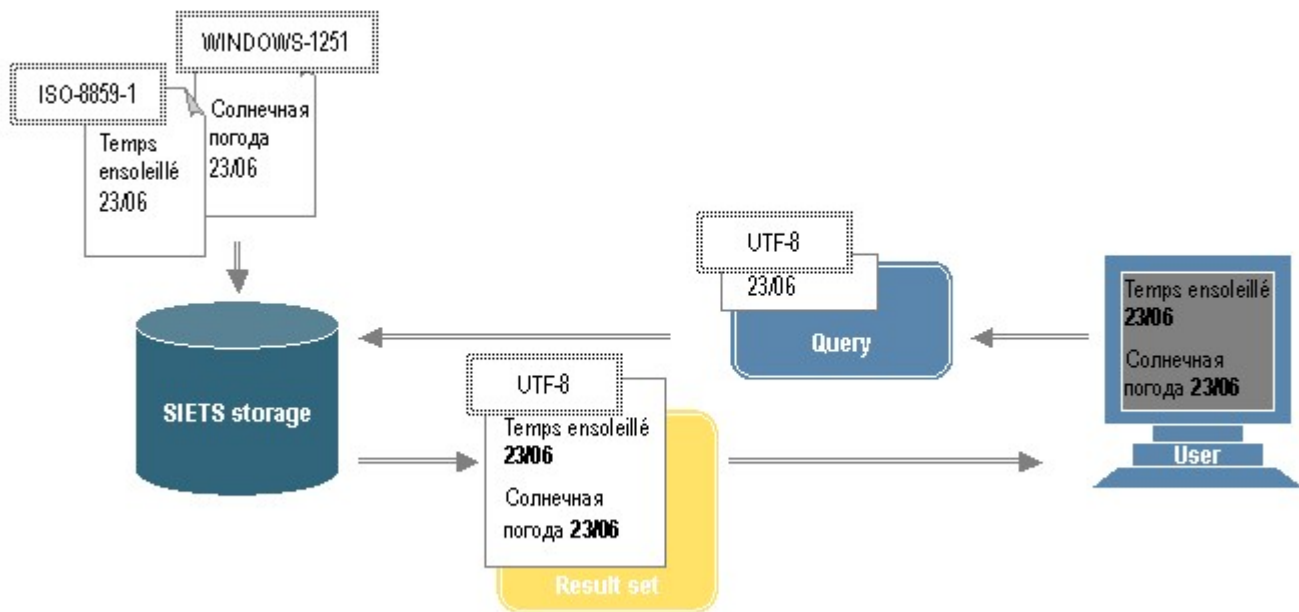 WINDOWS-1251
ISO-8859-1
Солнечная
погода
23/06
Temps
ensoleillé
23/06
UTF-8
23/06
Query
Temps ensoleillé
23/06
Солнечная
погода 23/06
User
SIETS storage
UTF-8
Temps ensoleillé
23/06
Солнечная
погода 23/06
Result set